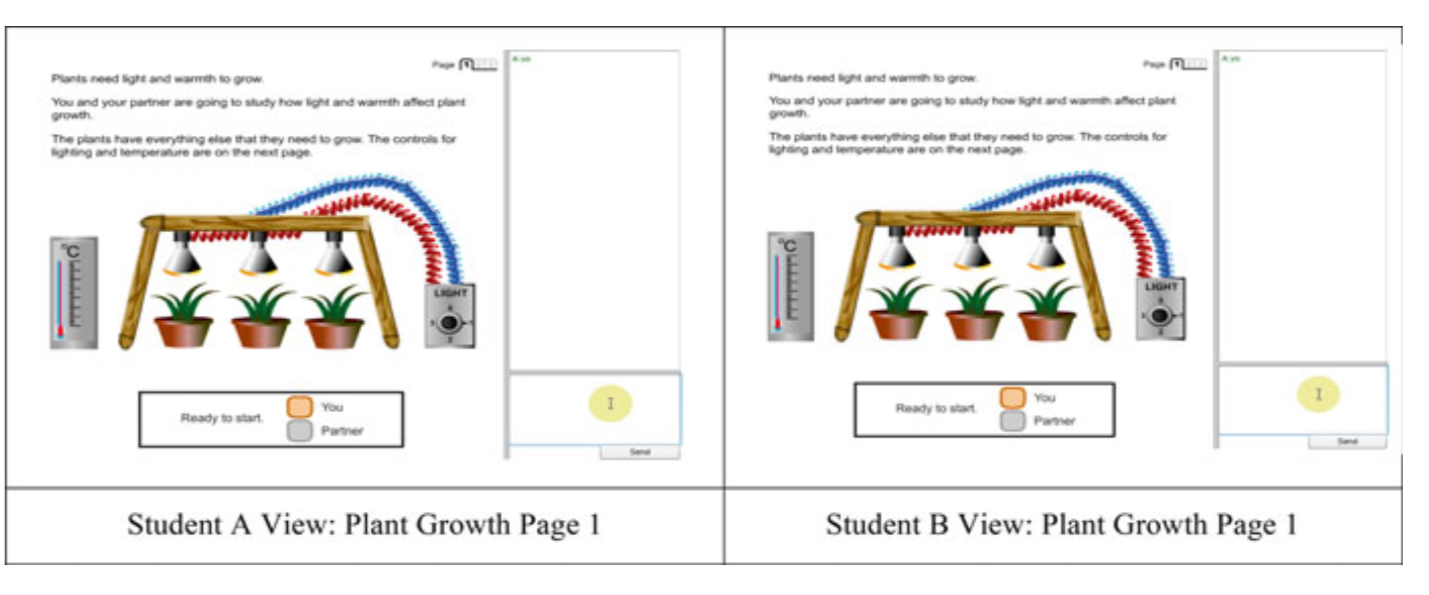 Page 1
Plants need light and warmth to grow.
You and your partner are going to study how light and warmth affect plant
growth.
The plants have everything else that they need to grow. The controls for
lighting and temperature are on the next page.
°C
LIGHT
Ready to start.
You
Partner
Send
Student A View: Plant Growth Page 1
Page 1
Plants need light and warmth to grow.
You and your partner are going to study how light and warmth affect plant
growth.
The plants have everything else that they need to grow. The controls for
lighting and temperature are on the next page.
°C
LIGHT
Ready to start.
You
Partner
Send
Student B View: Plant Growth Page 1